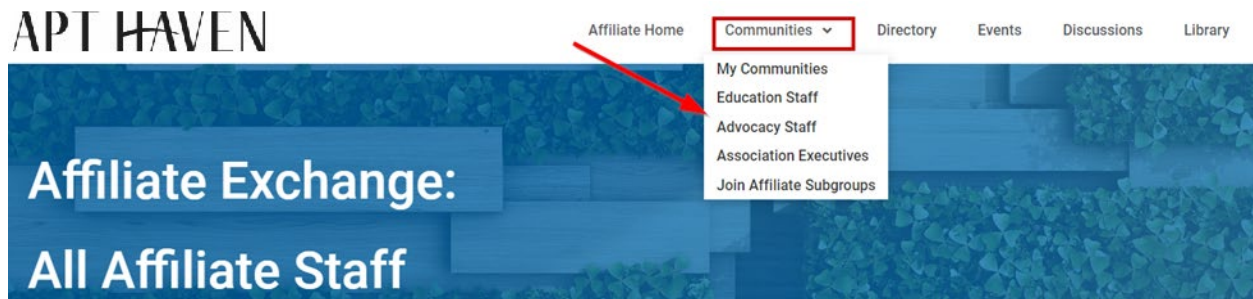 APT HAVEN
Affiliate Home Communities Directory Events Discussions Library
My Communities
Education Staff
Advocacy Staff
Association Executives
Join Affiliate Subgroups
Affiliate Exchange:
All Affiliate Staff